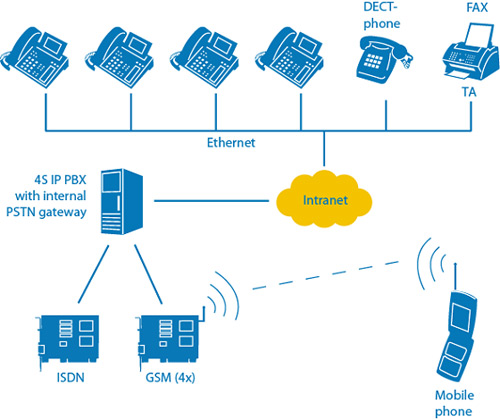 DECT-
phone
FAX
TA
Ethernet
4S IP PBX
with internal
PSTN gateway
Intranet
ISDN
GSM (4x)
Mobile
phone